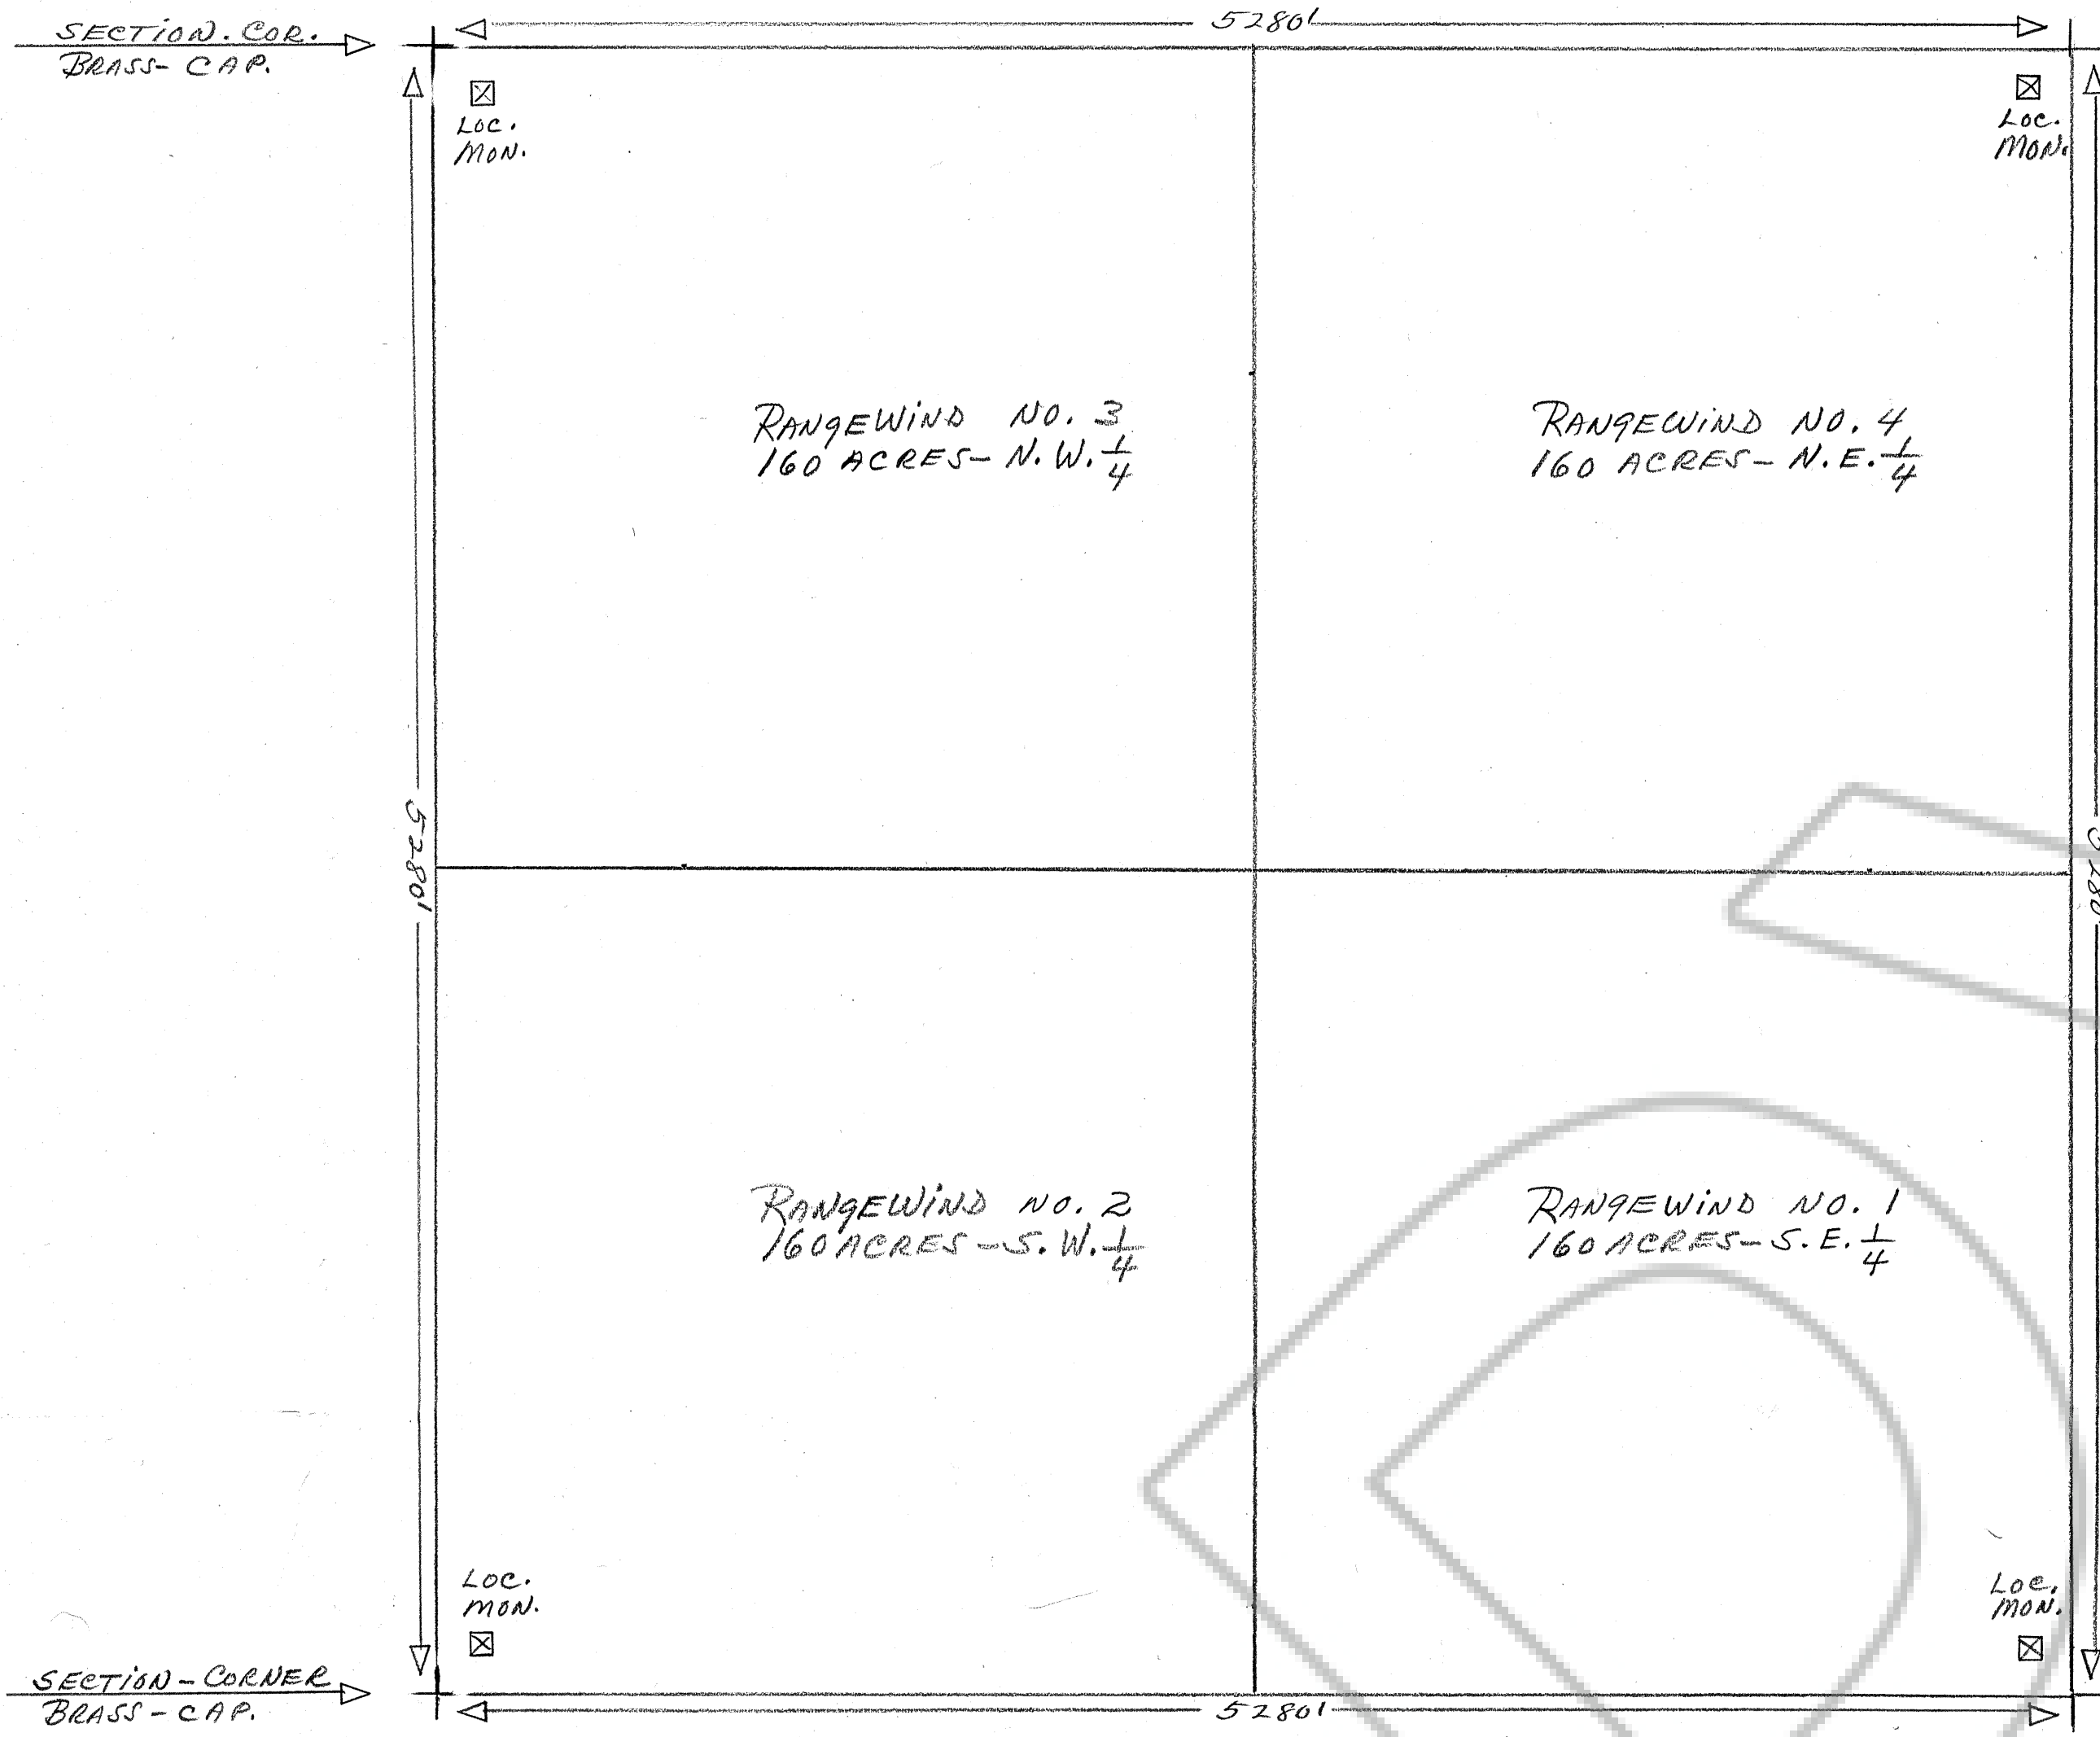 SECTION. COR.
BRASS- CAP.
5280'
LOC.
MON.
LOC.
MON.
RANGEWIND NO. 3
160 ACRES- N.W. 1/4
RANGEWIND NO. 4
160 ACRES- N.E. 1/4
5280'
5280
RANGEWIND NO. 2
160 ACRES-S.W. 1/4
RANGEWIND NO. 1
160 ACRES-S.E. 1/4
LOC.
MON.
LOC.
MON.
SECTION-CORNER
BRASS-CAP.
5280'